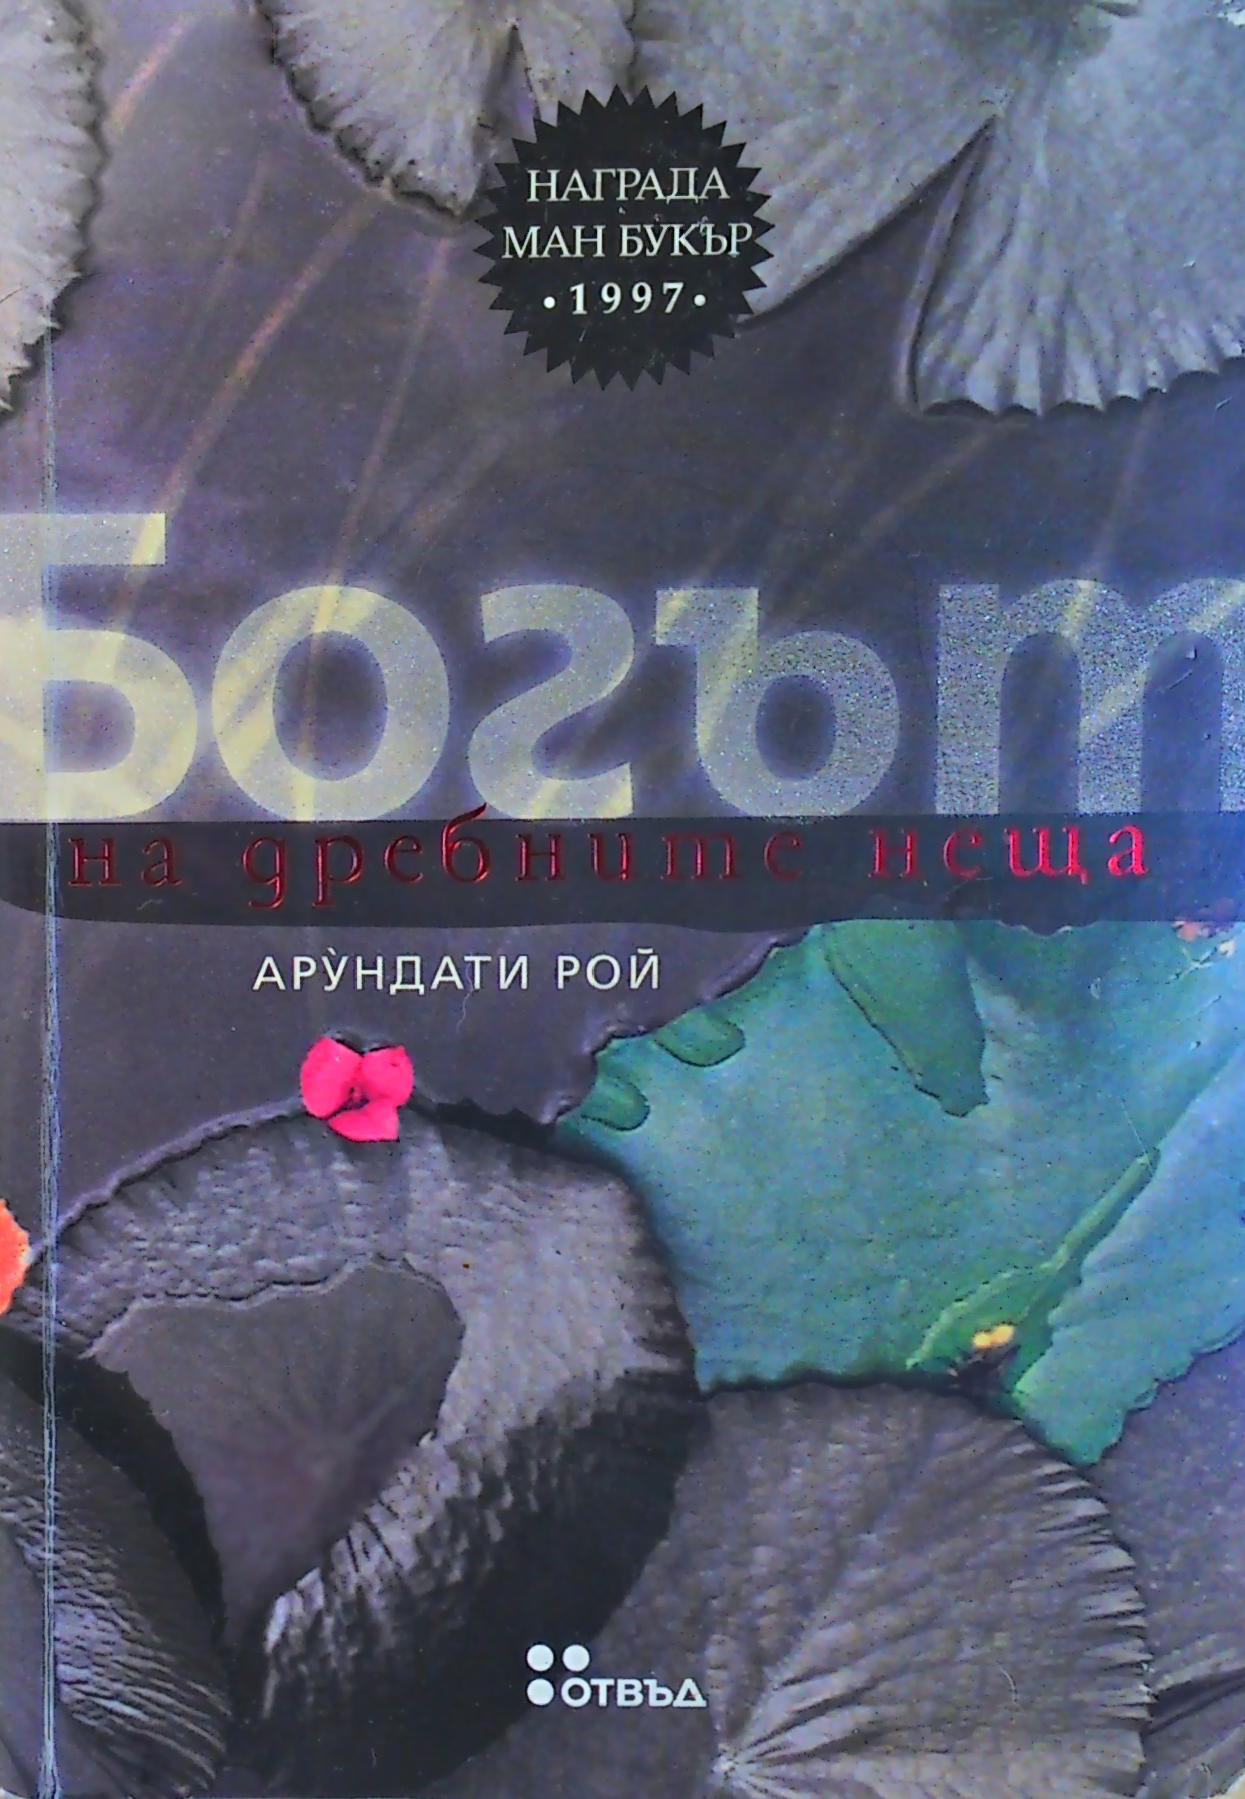 НАГРАДА
МАН БУКЪР
• 1997 •
Богът
на дребните неща
АРУ̀НДАТИ РОЙ
ОТВЪД